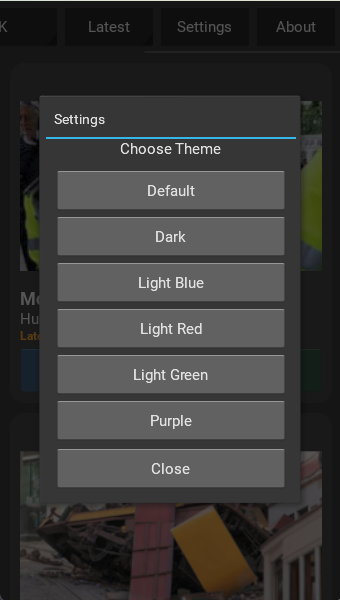 K
Latest
Settings
About
Settings
Choose Theme
Default
Dark
Light Blue
Light Red
Light Green
Purple
Close